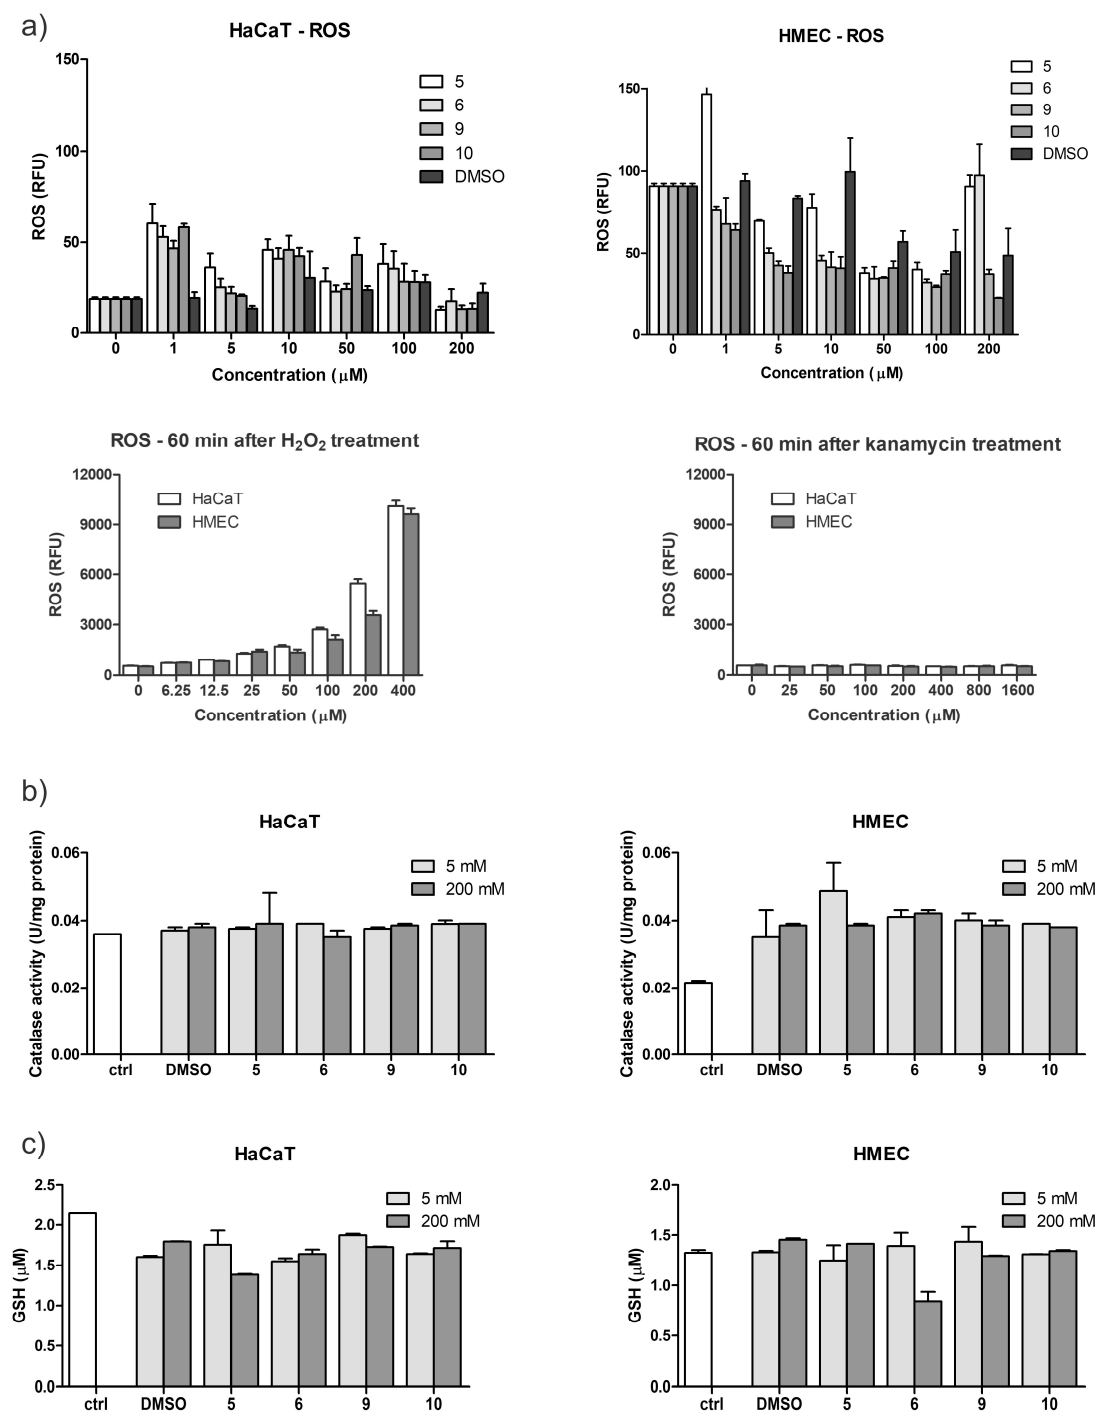 a)
HaCaT - ROS
150
100
50
0
ROS (RFU)
5
6
9
10
DMSO
0 1 5 10 50 100 200
Concentration (μM)
HMEC - ROS
150
100
50
0
ROS (RFU)
5
6
9
10
DMSO
0 1 5 10 50 100 200
Concentration (μM)
ROS - 60 min after H₂O₂ treatment
12000
9000
6000
3000
0
ROS (RFU)
HaCaT
HMEC
0 6.25 12.5 25 50 100 200 400
Concentration (μM)
ROS - 60 min after kanamycin treatment
12000
9000
6000
3000
0
ROS (RFU)
HaCaT
HMEC
0 25 50 100 200 400 800 1600
Concentration (μM)
b)
HaCaT
0.06
0.04
0.02
0.00
Catalase activity (U/mg protein)
5 mM
200 mM
ctrl DMSO 5 6 9 10
HMEC
0.06
0.04
0.02
0.00
Catalase activity (U/mg protein)
5 mM
200 mM
ctrl DMSO 5 6 9 10
c)
HaCaT
2.5
2.0
1.5
1.0
0.5
0.0
GSH (μM)
5 mM
200 mM
ctrl DMSO 5 6 9 10
HMEC
2.0
1.5
1.0
0.5
0.0
GSH (μM)
5 mM
200 mM
ctrl DMSO 5 6 9 10